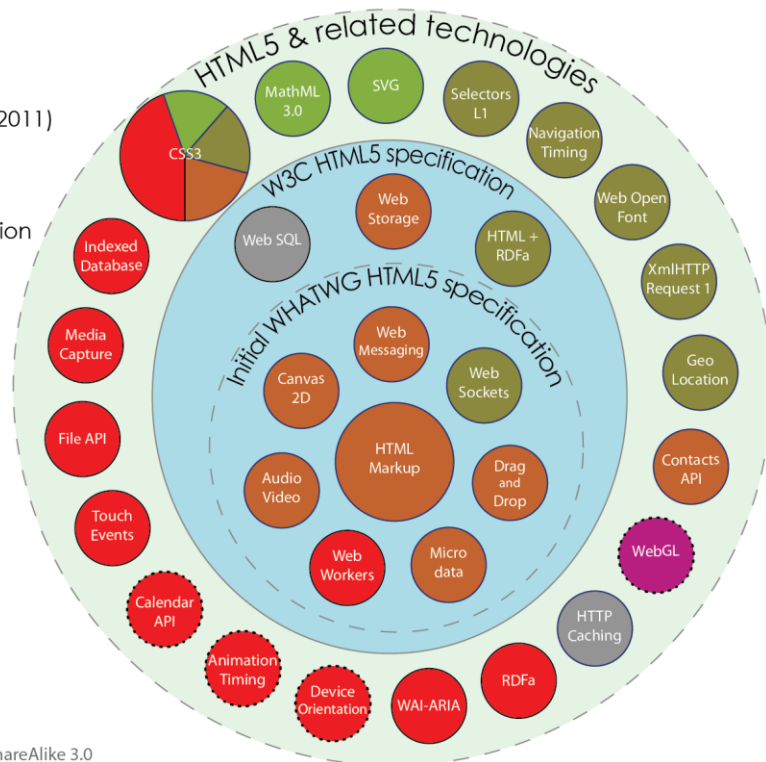 HTML5 & related technologies
2011)
tion
MathML
3.0
SVG
Selectors
L1
Navigation
Timing
Web Open
Font
XmlHTTP
Request 1
Geo
Location
Contacts
API
WebGL
HTTP
Caching
RDFa
WAI-ARIA
Device
Orientation
Animation
Timing
Calendar
API
Touch
Events
File API
Media
Capture
Indexed
Database
CSS3
W3C HTML5 specification
Web SQL
Web
Storage
HTML +
RDFa
Initial WHATWG HTML5 specification
Web
Messaging
Canvas
2D
Web
Sockets
HTML
Markup
Audio
Video
Drag
and
Drop
Web
Workers
Micro
data
hareAlike 3.0